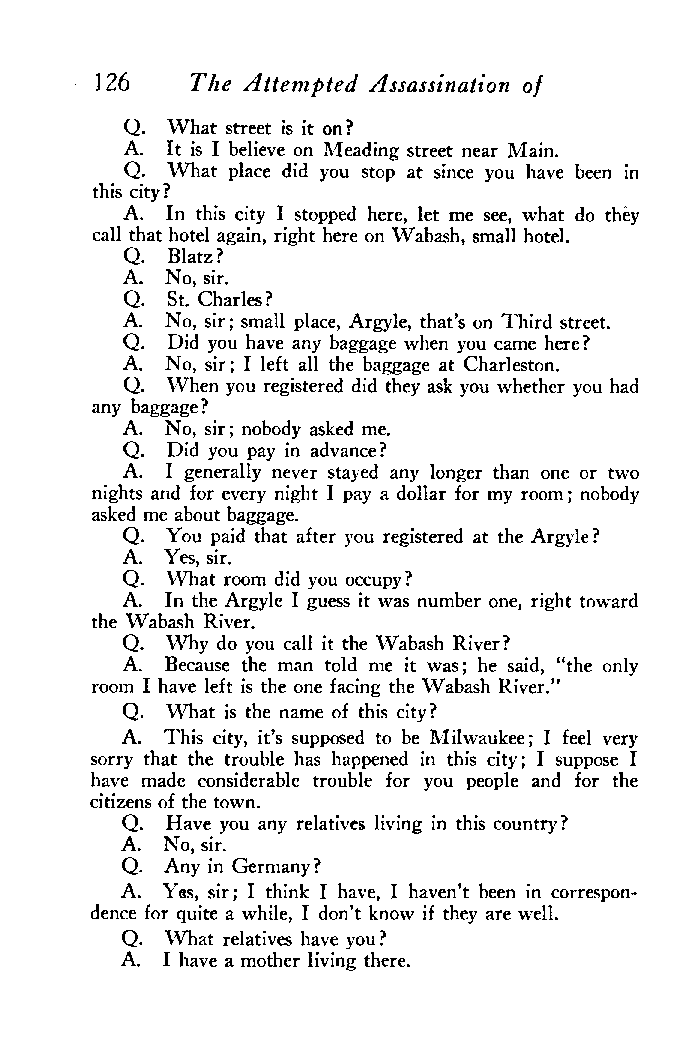 126 The Attempted Assassination of
Q. What street is it on?
A. It is I believe on Meading street near Main.
Q. What place did you stop at since you have been in
this city?
A. In this city I stopped here, let me see, what do they
call that hotel again, right here on Wabash, small hotel.
Q. Blatz?
A. No, sir.
Q. St. Charles?
A. No, sir; small place, Argyle, that's on Third street.
Q. Did you have any baggage when you came here?
A. No, sir; I left all the baggage at Charleston.
Q. When you registered did they ask you whether you had
any baggage?
A. No, sir; nobody asked me.
Q. Did you pay in advance?
A. I generally never stayed any longer than one or two
nights and for every night I pay a dollar for my room; nobody
asked me about baggage.
Q. You paid that after you registered at the Argyle?
A. Yes, sir.
Q. What room did you occupy?
A. In the Argyle I guess it was number one, right toward
the Wabash River.
Q. Why do you call it the Wabash River?
A. Because the man told me it was; he said, "the only
room I have left is the one facing the Wabash River."
Q. What is the name of this city?
A. This city, it's supposed to be Milwaukee; I feel very
sorry that the trouble has happened in this city; I suppose I
have made considerable trouble for you people and for the
citizens of the town.
Q. Have you any relatives living in this country?
A. No, sir.
Q. Any in Germany?
A. Yes, sir; I think I have, I haven't been in correspon-
dence for quite a while, I don't know if they are well.
Q. What relatives have you?
A. I have a mother living there.